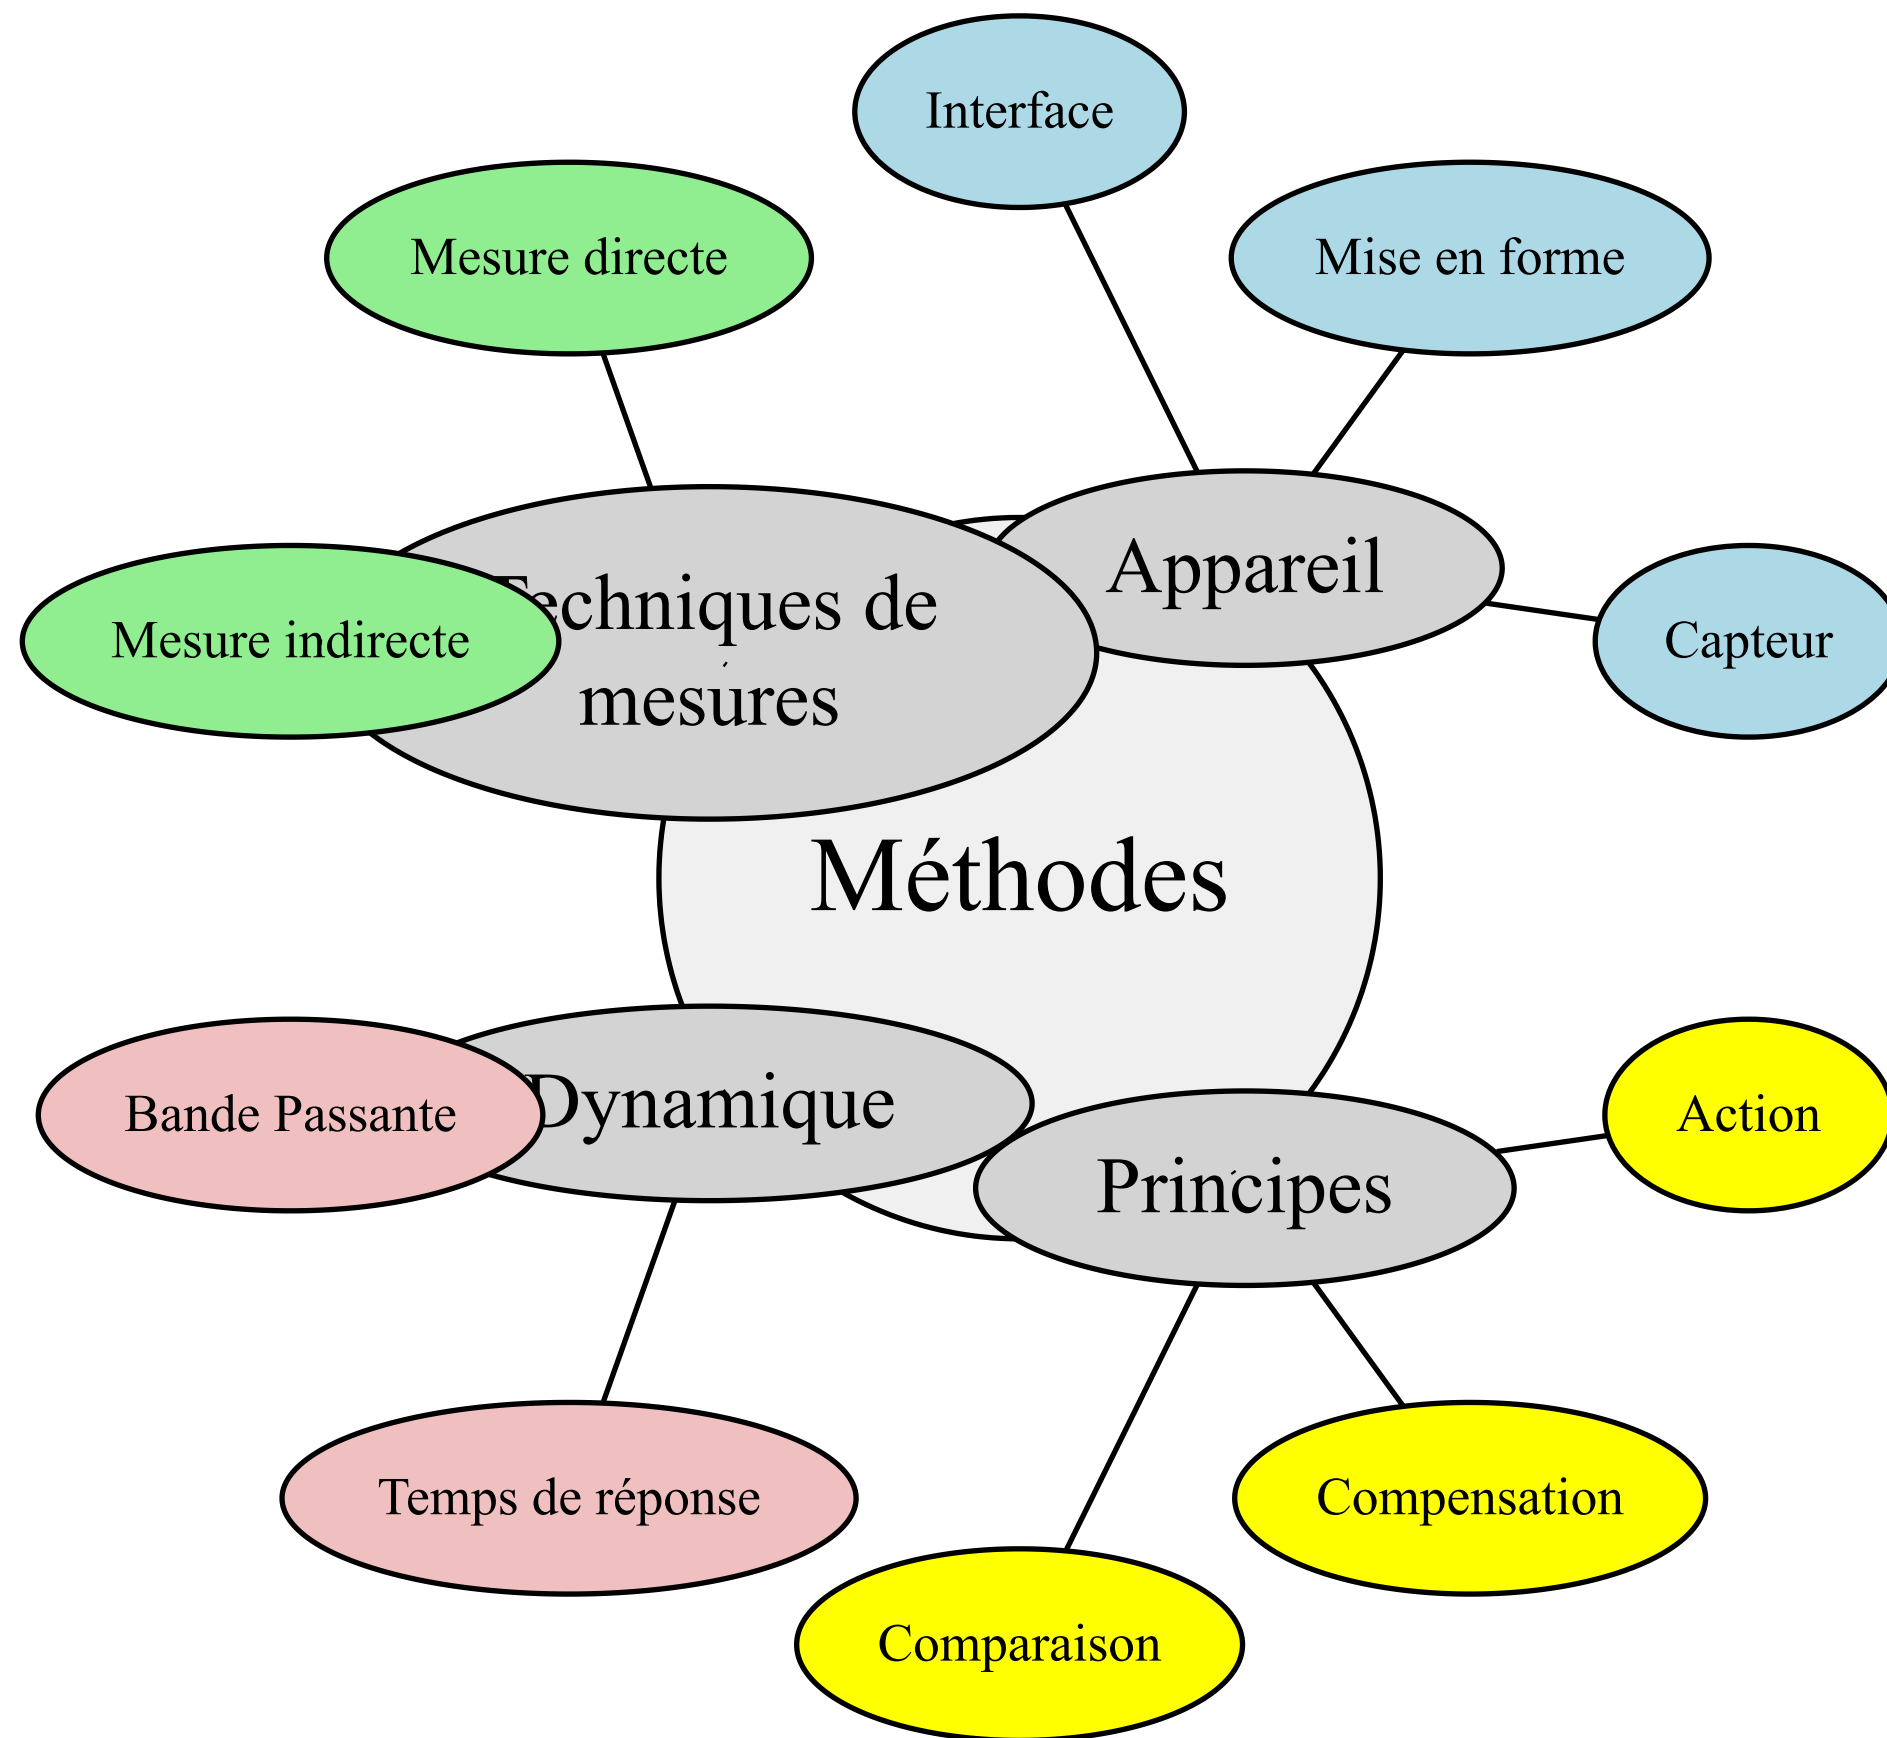 Interface
Mesure directe
Mise en forme
Appareil
Techniques de
mesures
Mesure indirecte
Capteur
Méthodes
Bande Passante
Dynamique
Action
Principes
Temps de réponse
Compensation
Comparaison